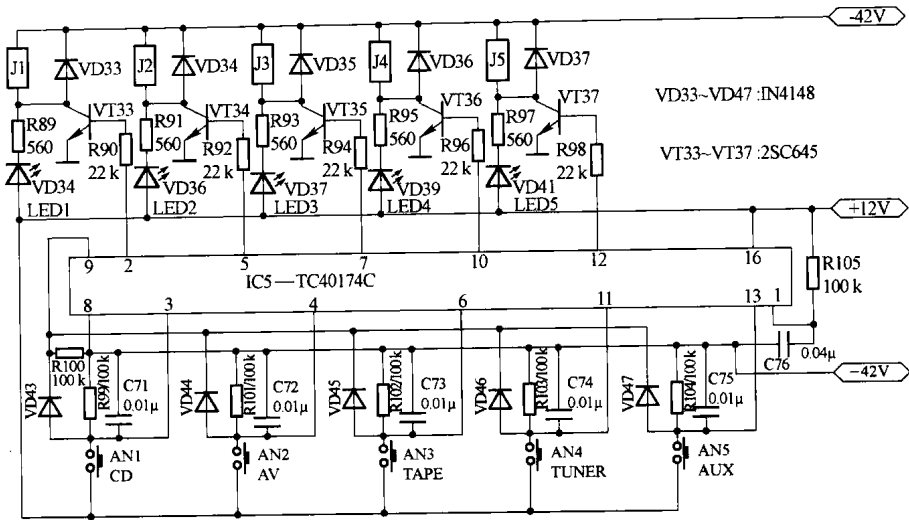 -42V
J1
VD33
J2
VD34
J3
VD35
J4
VD36
J5
VD37
VD33~VD47 :IN4148
VT33
VT34
VT35
VT36
VT37
R89
560
R90
22 k
R91
560
R92
22 k
R93
560
R94
22 k
R95
560
R96
22 k
R97
560
R98
22 k
VT33~VT37 :2SC645
VD34
LED1
VD36
LED2
VD37
LED3
VD39
LED4
VD41
LED5
+12V
9
2
5
7
10
12
16
IC5—TC40174C
R105
100 k
8
3
4
6
11
13
1
R100
100 k
C76
0.04μ
−42V
VD43
R99/100k
C71
0.01μ
VD44
R101/100k
C72
0.01μ
VD45
R102/100k
C73
0.01μ
VD46
R103/100k
C74
0.01μ
VD47
R104/100k
C75
0.01μ
AN1
CD
AN2
AV
AN3
TAPE
AN4
TUNER
AN5
AUX